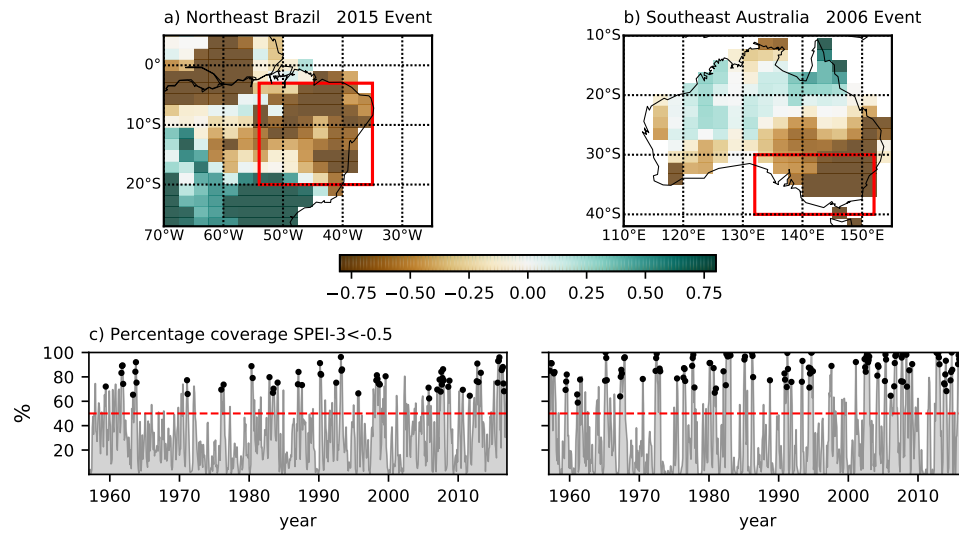 a) Northeast Brazil   2015 Event
b) Southeast Australia   2006 Event
0°
10°S
20°S
70°W 60°W 50°W 40°W 30°W
10°S
20°S
30°S
40°S
110°E 120°E 130°E 140°E 150°E
−0.75 −0.50 −0.25 0.00 0.25 0.50 0.75
c) Percentage coverage SPEI-3<-0.5
%
100
80
60
40
20
1960 1970 1980 1990 2000 2010
year
1960 1970 1980 1990 2000 2010
year